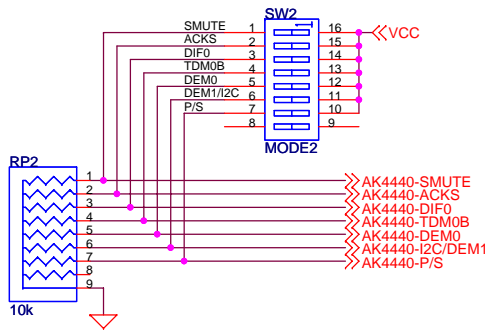 SW2
SMUTE 1 16 VCC
ACKS 2 15
DIF0 3 14
TDM0B 4 13
DEM0 5 12
DEM1/I2C 6 11
P/S 7 10
8 9
MODE2
RP2
1 AK4440-SMUTE
2 AK4440-ACKS
3 AK4440-DIF0
4 AK4440-TDM0B
5 AK4440-DEM0
6 AK4440-I2C/DEM1
7 AK4440-P/S
8
9
10k